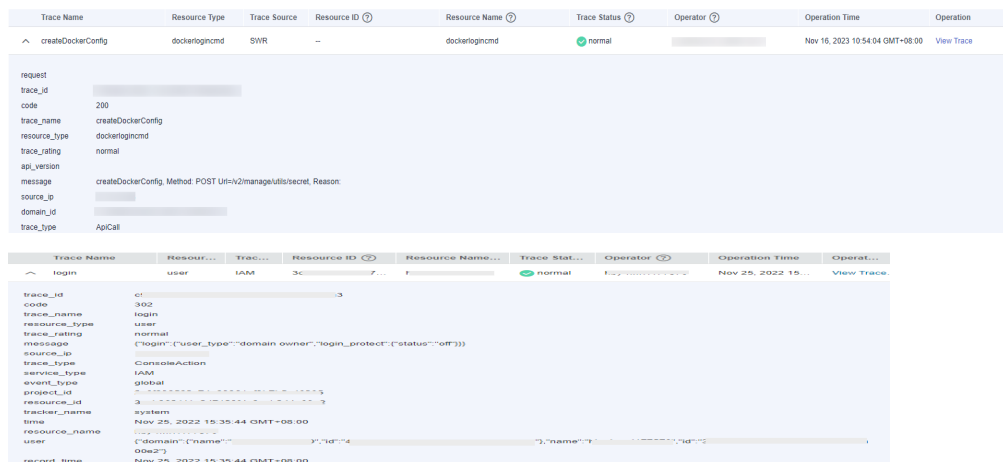 Trace Name Resource Type Trace Source Resource ID ? Resource Name ? Trace Status ? Operator ? Operation Time Operation
createDockerConfig dockerlogincmd SWR -- dockerlogincmd normal Nov 16, 2023 10:54:04 GMT+08:00 View Trace
request
trace_id
code 200
trace_name createDockerConfig
resource_type dockerlogincmd
trace_rating normal
api_version
message createDockerConfig, Method: POST Url=/v2/manage/utils/secret, Reason:
source_ip
domain_id
trace_type ApiCall
Trace Name Resour... Trac... Resource ID ? Resource Name... Trace Stat... Operator ? Operation Time Operat...
login user IAM normal Nov 25, 2022 15... View Trace
trace_id
code 302
trace_name login
resource_type user
trace_rating normal
message {"login":{"user_type":"domain owner","login_protect":{"status":"off"}}}
source_ip
trace_type ConsoleAction
service_type IAM
event_type global
project_id
resource_id
tracker_name system
time Nov 25, 2022 15:35:44 GMT+08:00
resource_name
user {"domain":{"name":" ","id":" "},"name":" ","id":"
00e2"}
record_time Nov 25, 2022 15:35:44 GMT+08:00